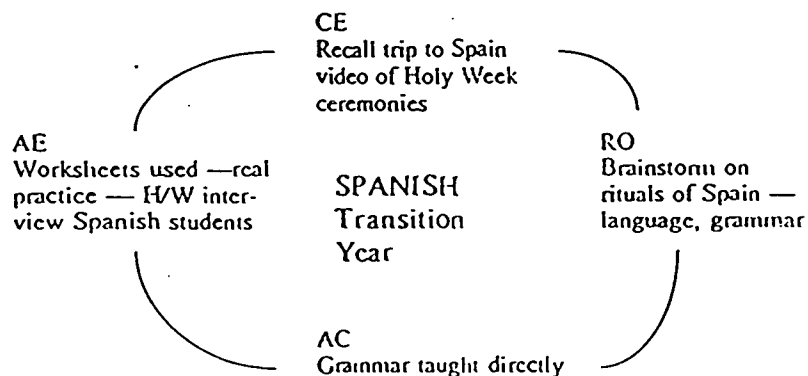 CE
Recall trip to Spain
video of Holy Week
ceremonies
AE
Worksheets used —real
practice — H/W inter-
view Spanish students
SPANISH
Transition
Year
RO
Brainstorm on
rituals of Spain —
language, grammar
AC
Grammar taught directly